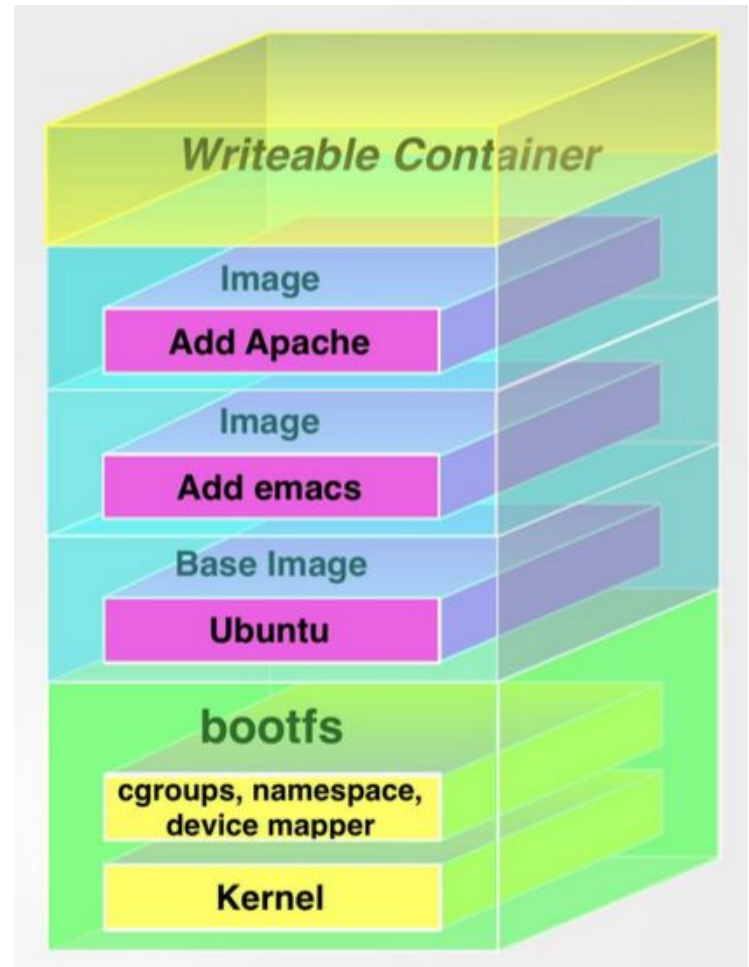 Writeable Container
Image
Add Apache
Image
Add emacs
Base Image
Ubuntu
bootfs
cgroups, namespace,
device mapper
Kernel